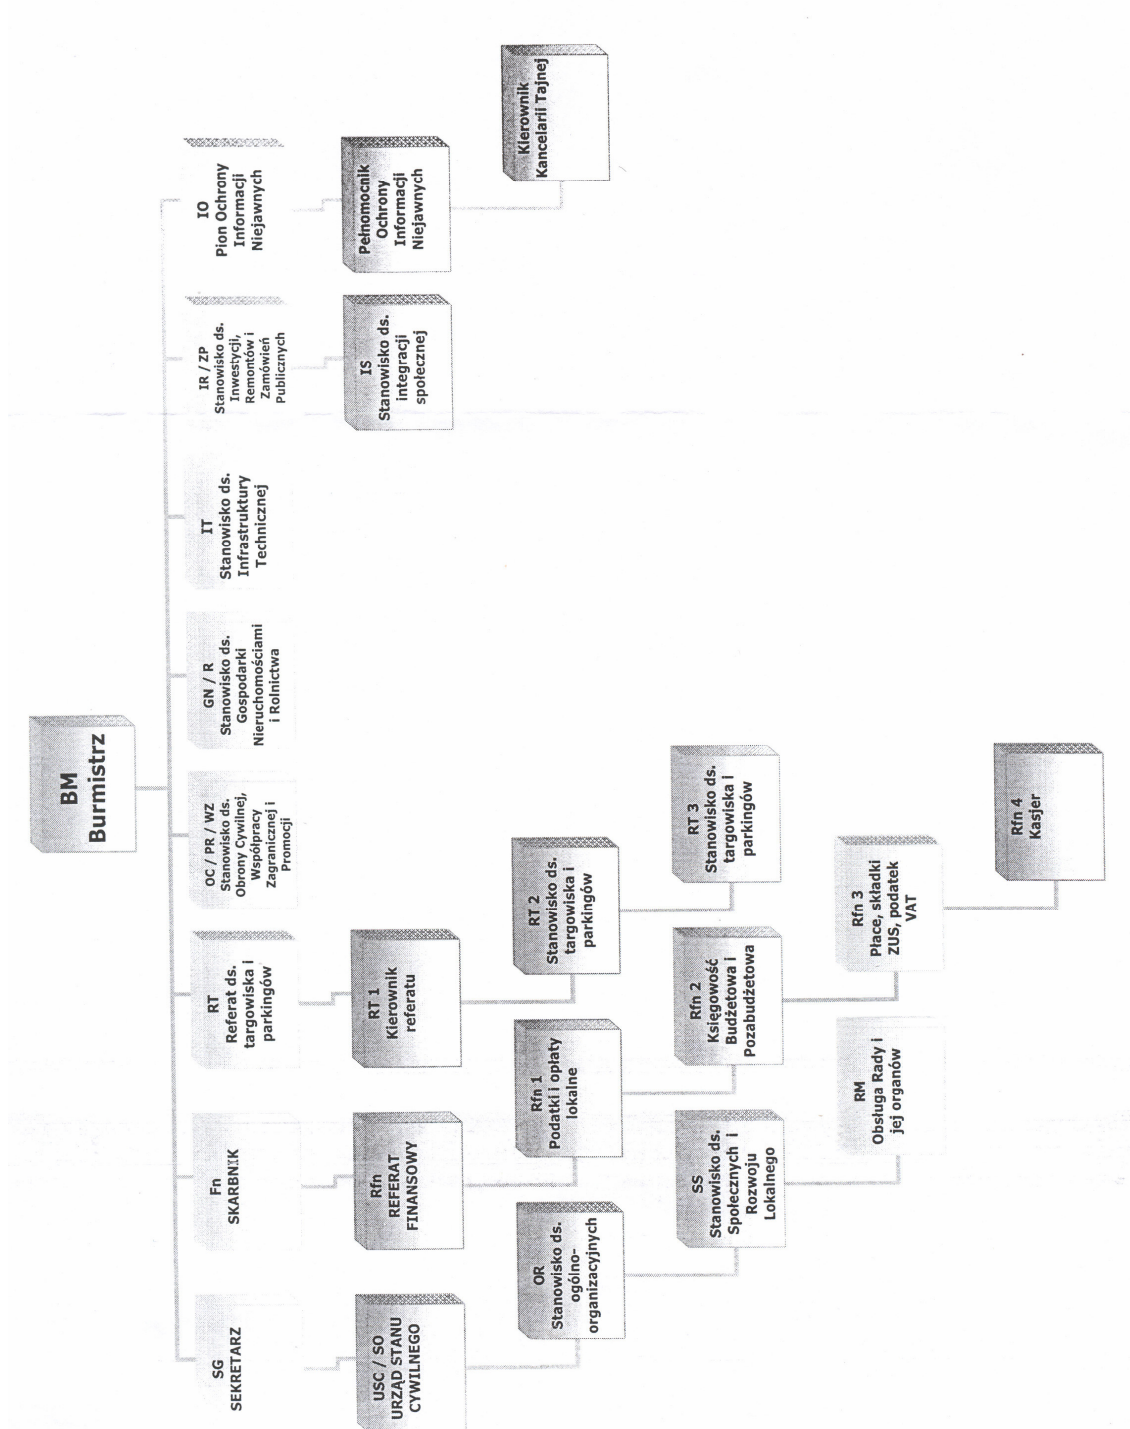 BM
Burmistrz
SG
SEKRETARZ
Fn
SKARBNIK
RT
Referat ds.
targowiska i
parkingów
OC / PR / WZ
Stanowisko ds.
Obrony Cywilnej,
Współpracy
Zagranicznej i
Promocji
GN / R
Stanowisko ds.
Gospodarki
Nieruchomościami
i Rolnictwa
IT
Stanowisko ds.
Infrastruktury
Technicznej
IR / ZP
Stanowisko ds.
Inwestycji,
Remontów i
Zamówień
Publicznych
IO
Pion Ochrony
Informacji
Niejawnych
USC / SO
URZĄD STANU
CYWILNEGO
Rfn
REFERAT
FINANSOWY
RT 1
Kierownik
referatu
IS
Stanowisko ds.
integracji
społecznej
Pełnomocnik
Ochrony
Informacji
Niejawnych
OR
Stanowisko ds.
ogólno-
organizacyjnych
Rfn 1
Podatki i opłaty
lokalne
RT 2
Stanowisko ds.
targowiska i
parkingów
Kierownik
Kancelarii Tajnej
SS
Stanowisko ds.
Społecznych i
Rozwoju
Lokalnego
Rfn 2
Księgowość
Budżetowa i
Pozabudżetowa
RT 3
Stanowisko ds.
targowiska i
parkingów
RM
Obsługa Rady i
jej organów
Rfn 3
Płace, składki
ZUS, podatek
VAT
Rfn 4
Kasjer